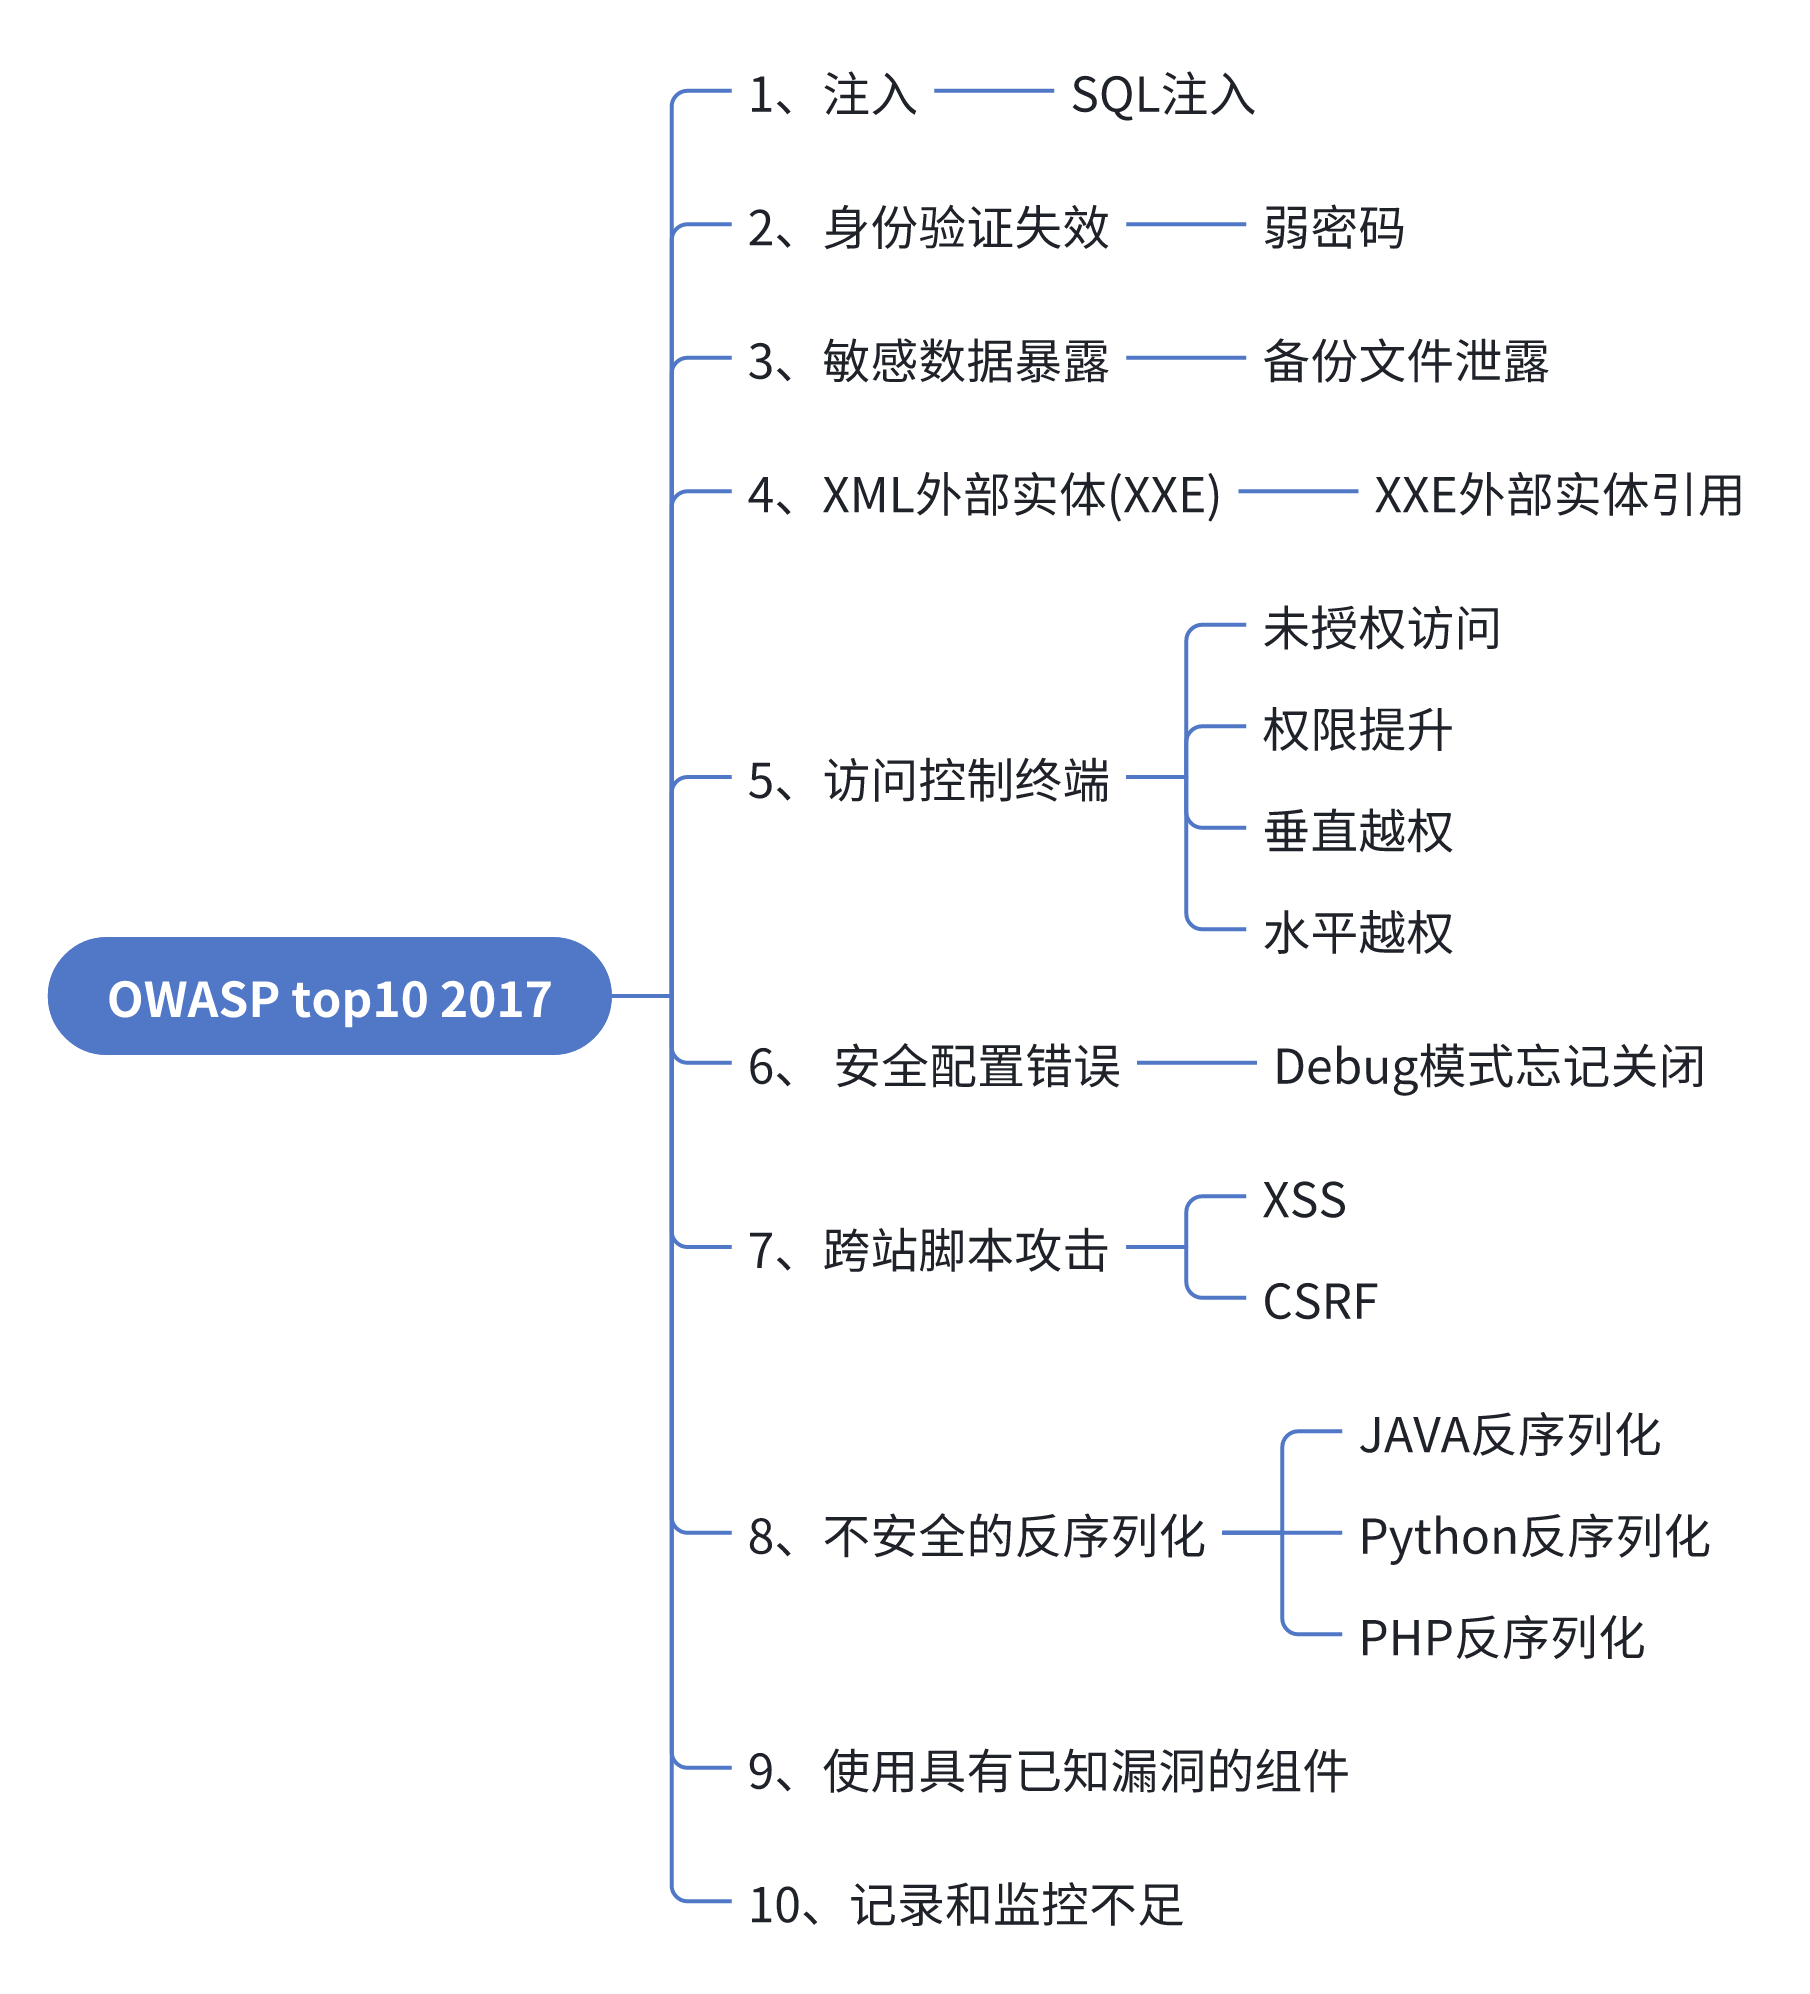 OWASP top10 2017
1、注入
SQL注入
2、身份验证失效
弱密码
3、敏感数据暴露
备份文件泄露
4、XML外部实体(XXE)
XXE外部实体引用
5、访问控制终端
未授权访问
权限提升
垂直越权
水平越权
6、 安全配置错误
Debug模式忘记关闭
7、跨站脚本攻击
XSS
CSRF
8、不安全的反序列化
JAVA反序列化
Python反序列化
PHP反序列化
9、使用具有已知漏洞的组件
10、记录和监控不足